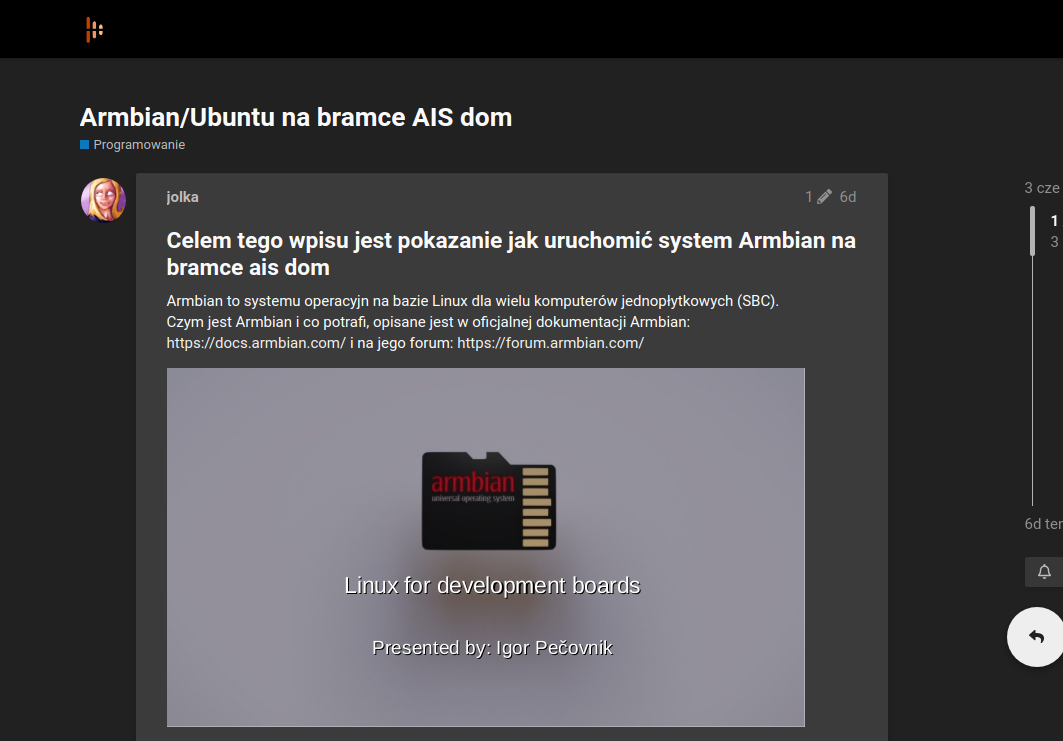 Armbian/Ubuntu na bramce AIS dom
Programowanie
jolka
1 6d
Celem tego wpisu jest pokazanie jak uruchomić system Armbian na
bramce ais dom
Armbian to systemu operacyjn na bazie Linux dla wielu komputerów jednopłytkowych (SBC).
Czym jest Armbian i co potrafi, opisane jest w oficjalnej dokumentacji Armbian:
https://docs.armbian.com/ i na jego forum: https://forum.armbian.com/
armbian
universal operating system
Linux for development boards
Presented by: Igor Pečovnik
3 cze
1
3
6d ter